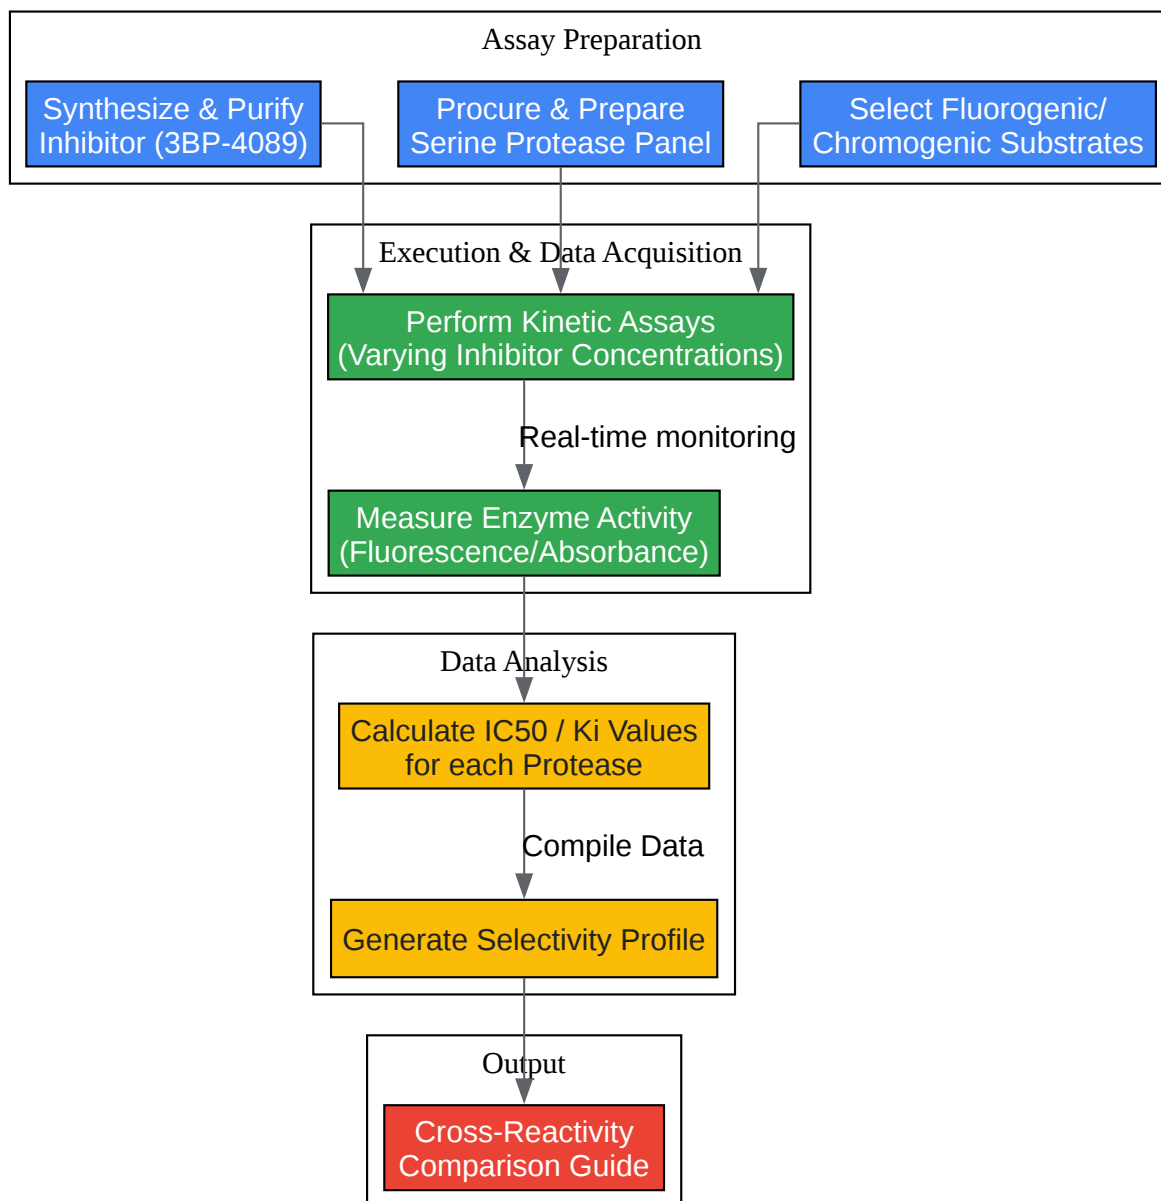 Assay Preparation
Synthesize & Purify
Inhibitor (3BP-4089)
Procure & Prepare
Serine Protease Panel
Select Fluorogenic/
Chromogenic Substrates
Execution & Data Acquisition
Perform Kinetic Assays
(Varying Inhibitor Concentrations)
Real-time monitoring
Measure Enzyme Activity
(Fluorescence/Absorbance)
Data Analysis
Calculate IC50 / Ki Values
for each Protease
Compile Data
Generate Selectivity Profile
Output
Cross-Reactivity
Comparison Guide